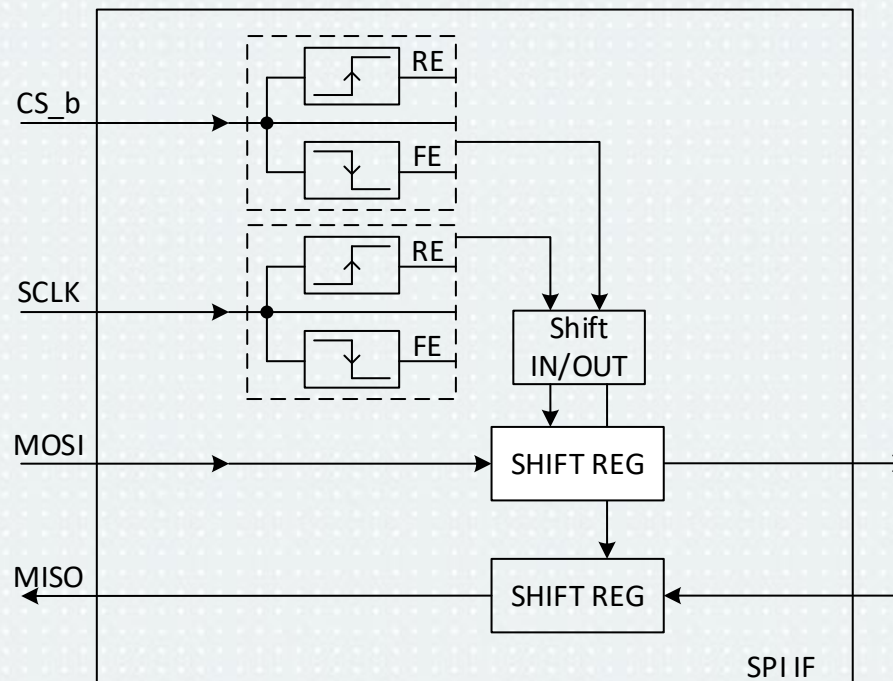 RE
CS_b
FE
RE
SCLK
FE
Shift
IN/OUT
MOSI
SHIFT REG
MISO
SHIFT REG
SPI IF